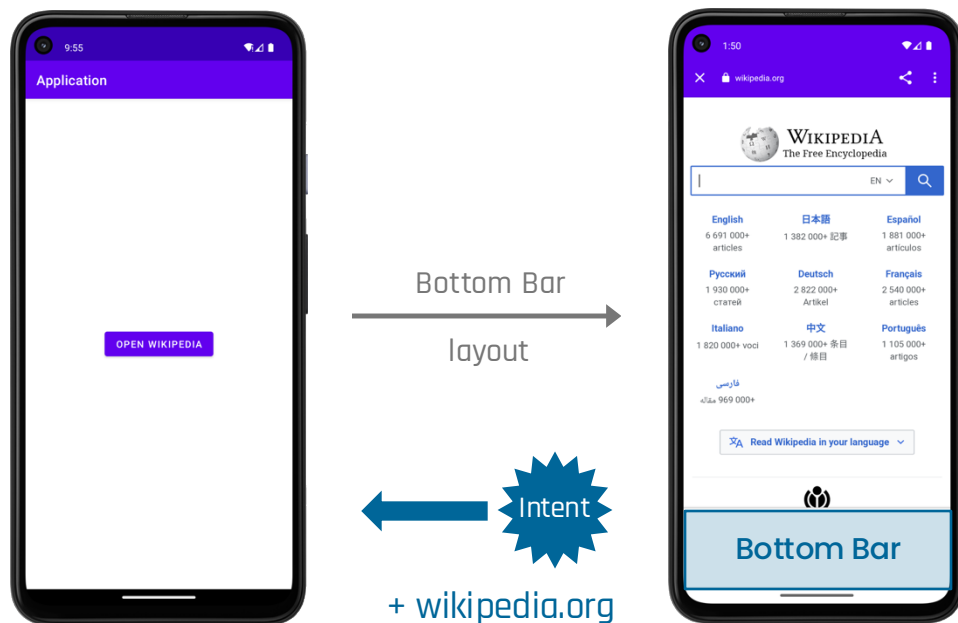 9:55
Application
OPEN WIKIPEDIA
Bottom Bar
layout
Intent
+ wikipedia.org
1:50
wikipedia.org
WIKIPEDIA
The Free Encyclopedia
EN
English
6 691 000+
articles
日本語
1 382 000+ 記事
Español
1 881 000+
artículos
Русский
1 930 000+
статей
Deutsch
2 822 000+
Artikel
Français
2 540 000+
articles
Italiano
1 820 000+ voci
中文
1 369 000+ 条目
/ 條目
Português
1 105 000+
artigos
فارسی
969 000+ مقاله
Read Wikipedia in your language
Bottom Bar